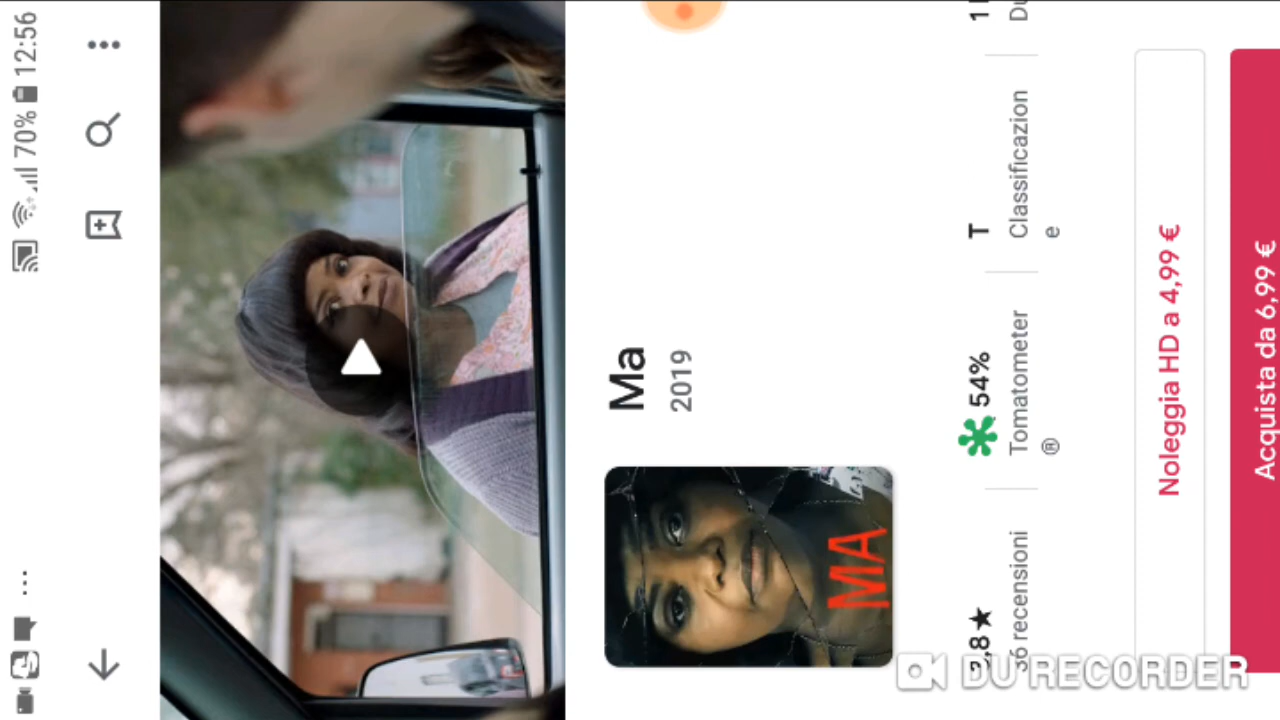 70% 12:56
Ma
2019
54%
T
36 recensioni
Tomatometer
®
Classificazion
e
Noleggia HD a 4,99 €
Acquista da 6,99 €
MA
DU RECORDER